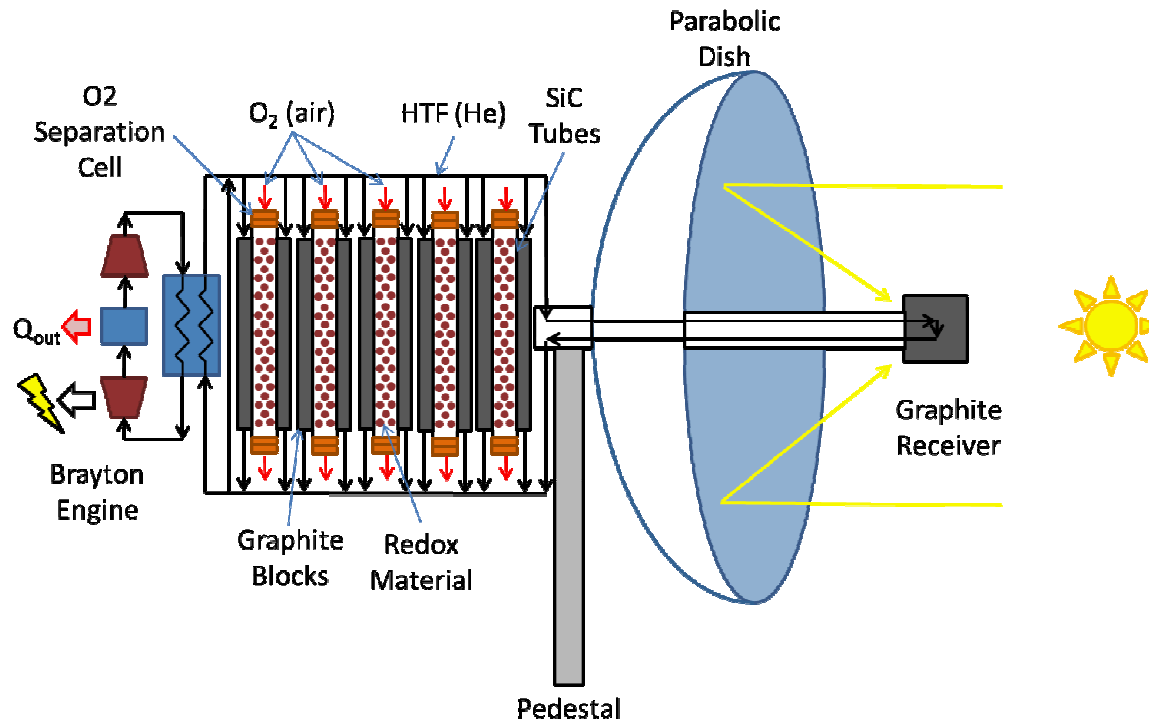 Parabolic
Dish
O2
Separation
Cell
O₂ (air)
HTF (He)
SiC
Tubes
Qout
Brayton
Engine
Graphite
Blocks
Redox
Material
Graphite
Receiver
Pedestal